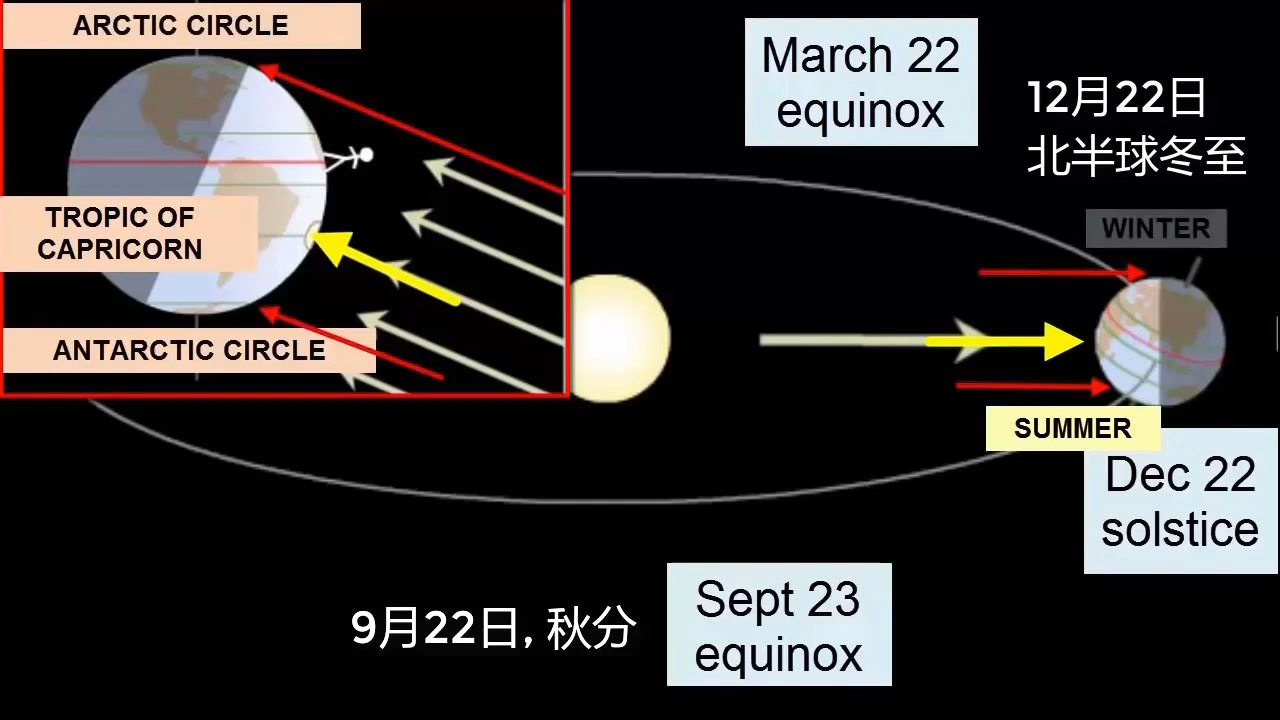 ARCTIC CIRCLE
March 22
equinox
12月22日
北半球冬至
TROPIC OF
CAPRICORN
WINTER
ANTARCTIC CIRCLE
SUMMER
Dec 22
solstice
9月22日, 秋分
Sept 23
equinox